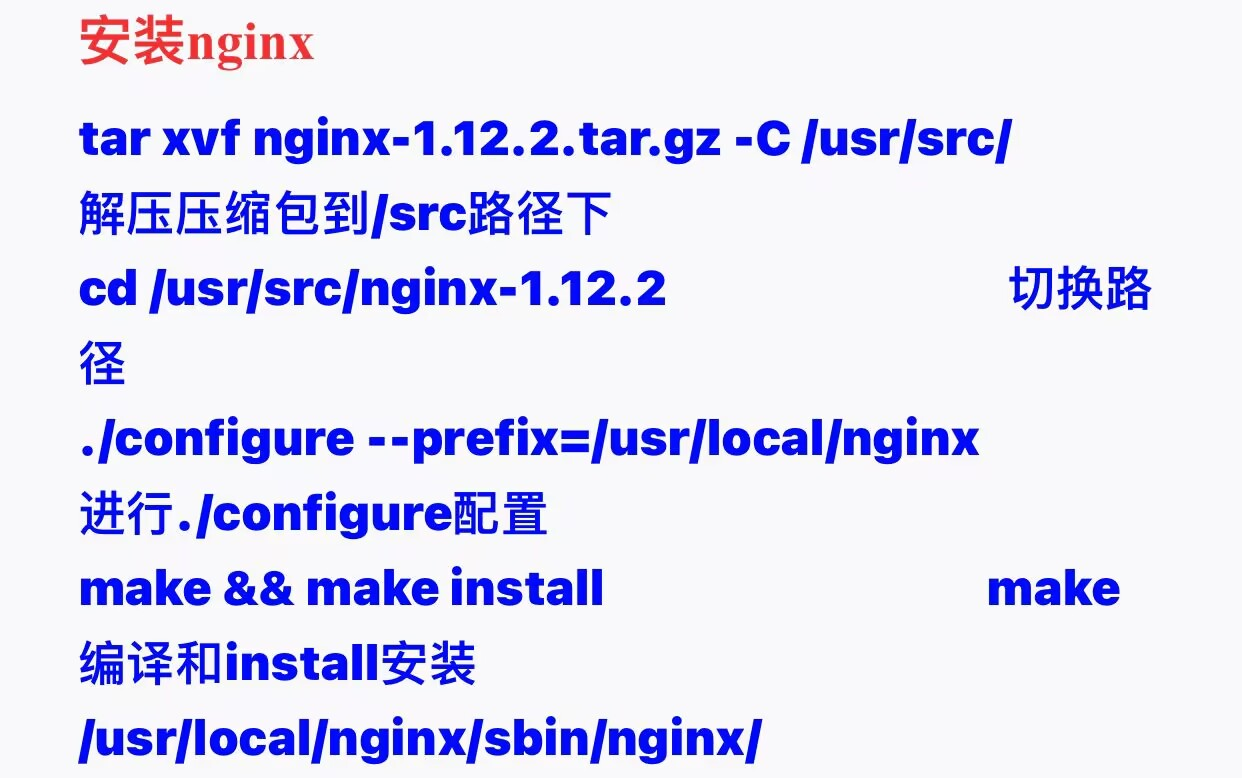 安装nginx
tar xvf nginx-1.12.2.tar.gz -C /usr/src/
解压压缩包到/src路径下
cd /usr/src/nginx-1.12.2 切换路
径
./configure --prefix=/usr/local/nginx
进行./configure配置
make && make install make
编译和install安装
/usr/local/nginx/sbin/nginx/